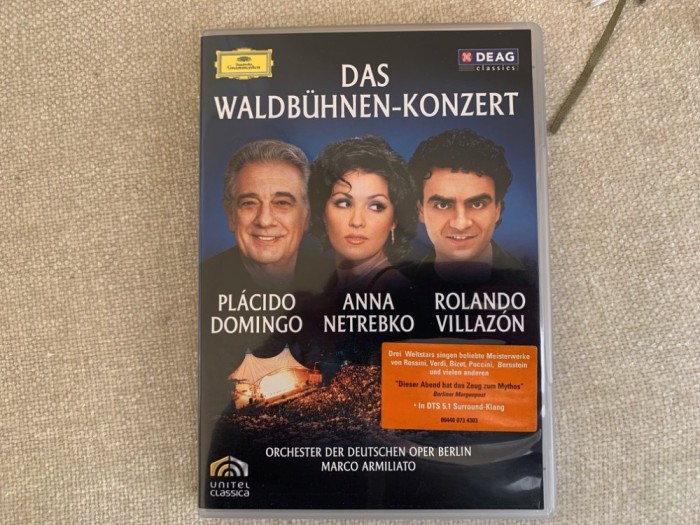 Deutsche
Grammophon
DEAG
classics
DAS
WALDBÜHNEN-KONZERT
PLÁCIDO
DOMINGO
ANNA
NETREBKO
ROLANDO
VILLAZÓN
Drei Weltstars singen beliebte Meisterwerke
von Rossini, Verdi, Bizet, Puccini, Bernstein
und vielen anderen
"Dieser Abend hat das Zeug zum Mythos"
Berliner Morgenpost
• In DTS 5.1 Surround-Klang
ORCHESTER DER DEUTSCHEN OPER BERLIN
MARCO ARMILIATO
UNITEL
CLASSICA